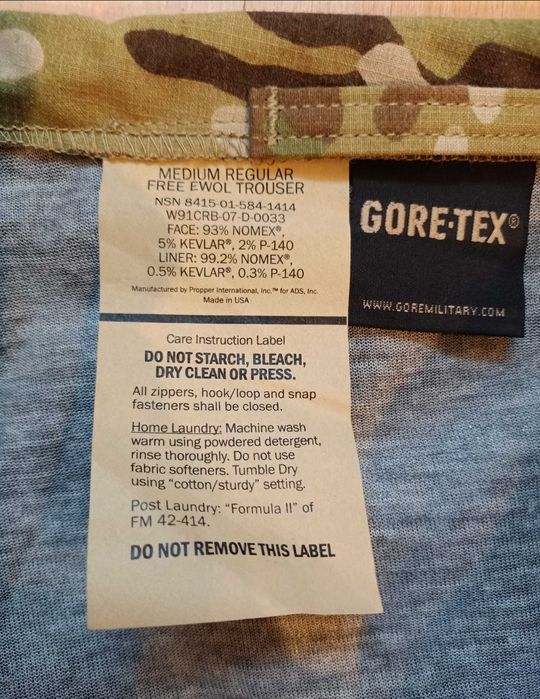 MEDIUM REGULAR
FREE EWOL TROUSER
NSN 8415-01-584-1414
W91CRB-07-D-0033
FACE: 93% NOMEX®,
5% KEVLAR®, 2% P-140
LINER: 99.2% NOMEX®,
0.5% KEVLAR®, 0.3% P-140
Manufactured by Propper International, Inc.™ for ADS, Inc.
Made in USA
Care Instruction Label
DO NOT STARCH, BLEACH,
DRY CLEAN OR PRESS.
All zippers, hook/loop and snap
fasteners shall be closed.
Home Laundry: Machine wash
warm using powdered detergent,
rinse thoroughly. Do not use
fabric softeners. Tumble Dry
using "cotton/sturdy" setting.
Post Laundry: "Formula II" of
FM 42-414.
DO NOT REMOVE THIS LABEL
GORE-TEX®
WWW.GOREMILITARY.COM